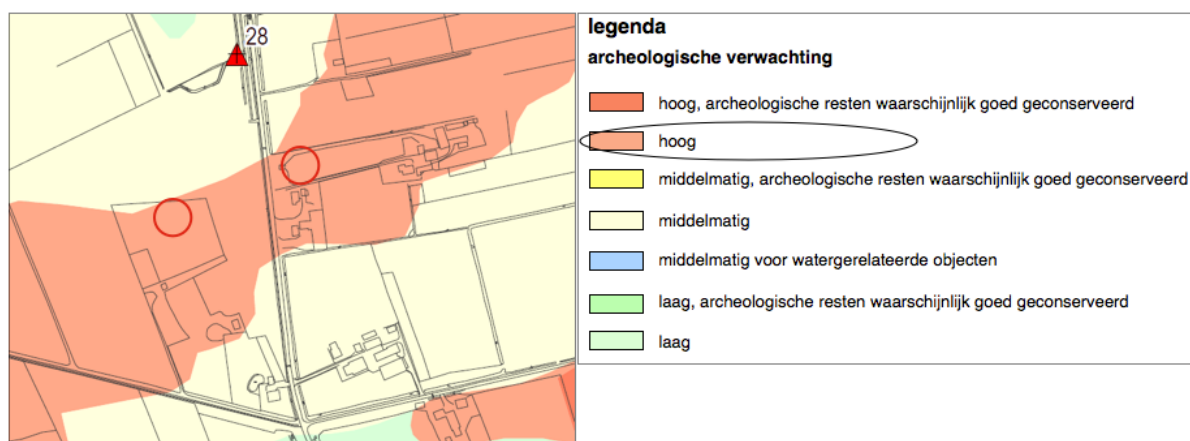 28
legenda
archeologische verwachting
hoog, archeologische resten waarschijnlijk goed geconserveerd
hoog
middelmatig, archeologische resten waarschijnlijk goed geconserveerd
middelmatig
middelmatig voor watergerelateerde objecten
laag, archeologische resten waarschijnlijk goed geconserveerd
laag